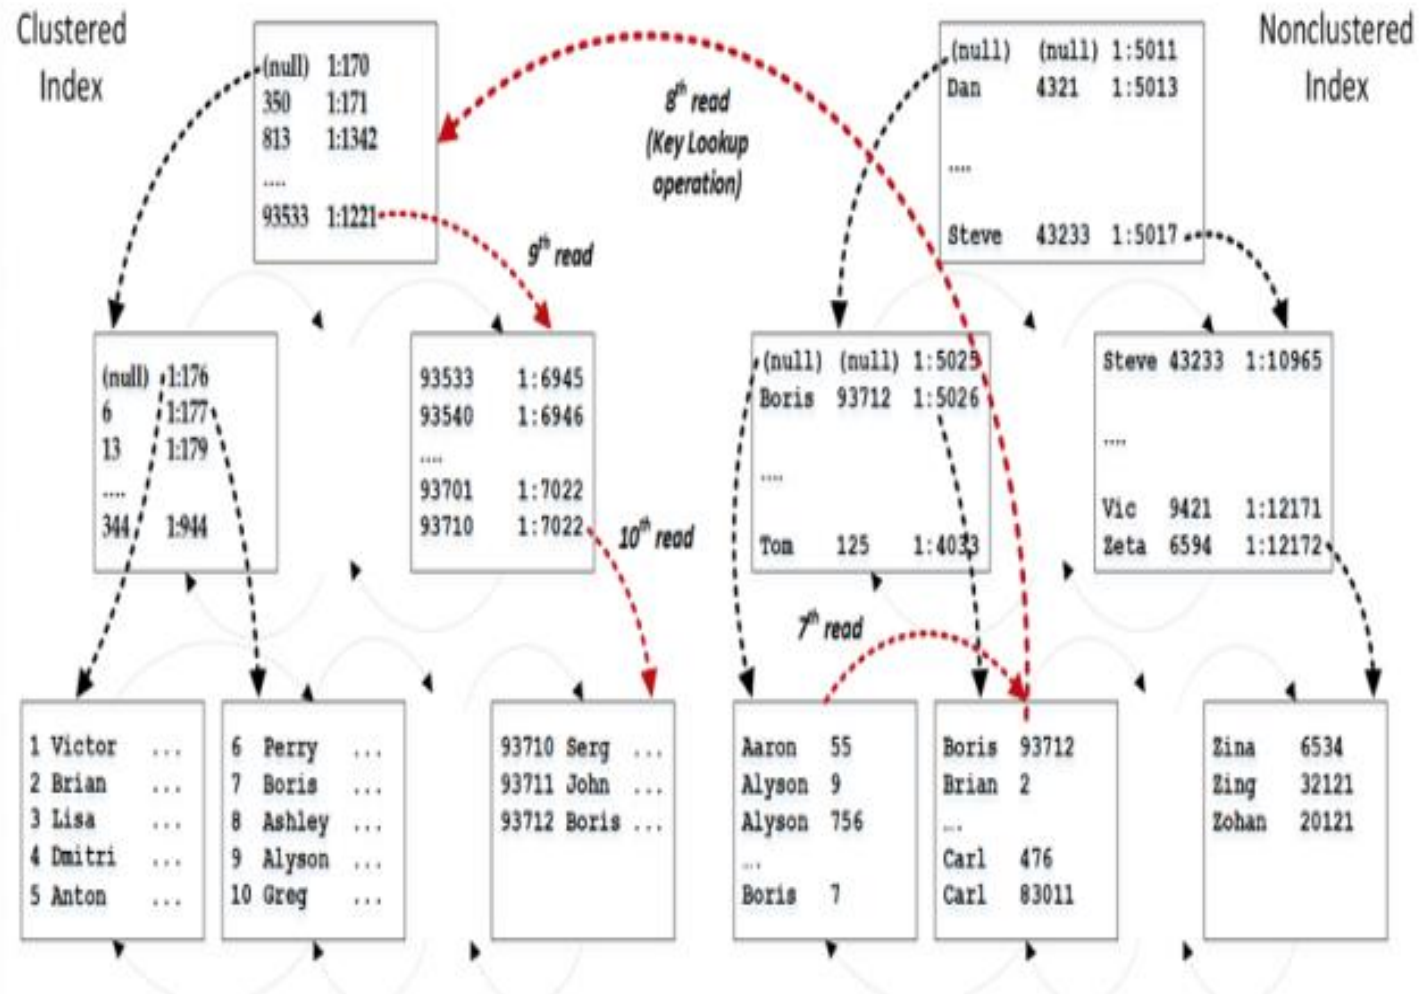 Clustered
Index
(null) 1:170
350 1:171
813 1:1342
....
93533 1:1221
8th read
(Key Lookup
operation)
(null) (null) 1:5011
Dan 4321 1:5013
....
Steve 43233 1:5017
Nonclustered
Index
9th read
(null) 1:176
6 1:177
13 1:179
....
344 1:944
93533 1:6945
93540 1:6946
....
93701 1:7022
93710 1:7022
10th read
(null) (null) 1:5025
Boris 93712 1:5026
....
Tom 125 1:4033
Steve 43233 1:10965
....
Vic 9421 1:12171
Zeta 6594 1:12172
7th read
1 Victor ...
2 Brian ...
3 Lisa ...
4 Dmitri ...
5 Anton ...
6 Perry ...
7 Boris ...
8 Ashley ...
9 Alyson ...
10 Greg ...
93710 Serg ...
93711 John ...
93712 Boris ...
Aaron 55
Alyson 9
Alyson 756
...
Boris 7
Boris 93712
Brian 2
...
Carl 476
Carl 83011
Zina 6534
Zing 32121
Zohan 20121